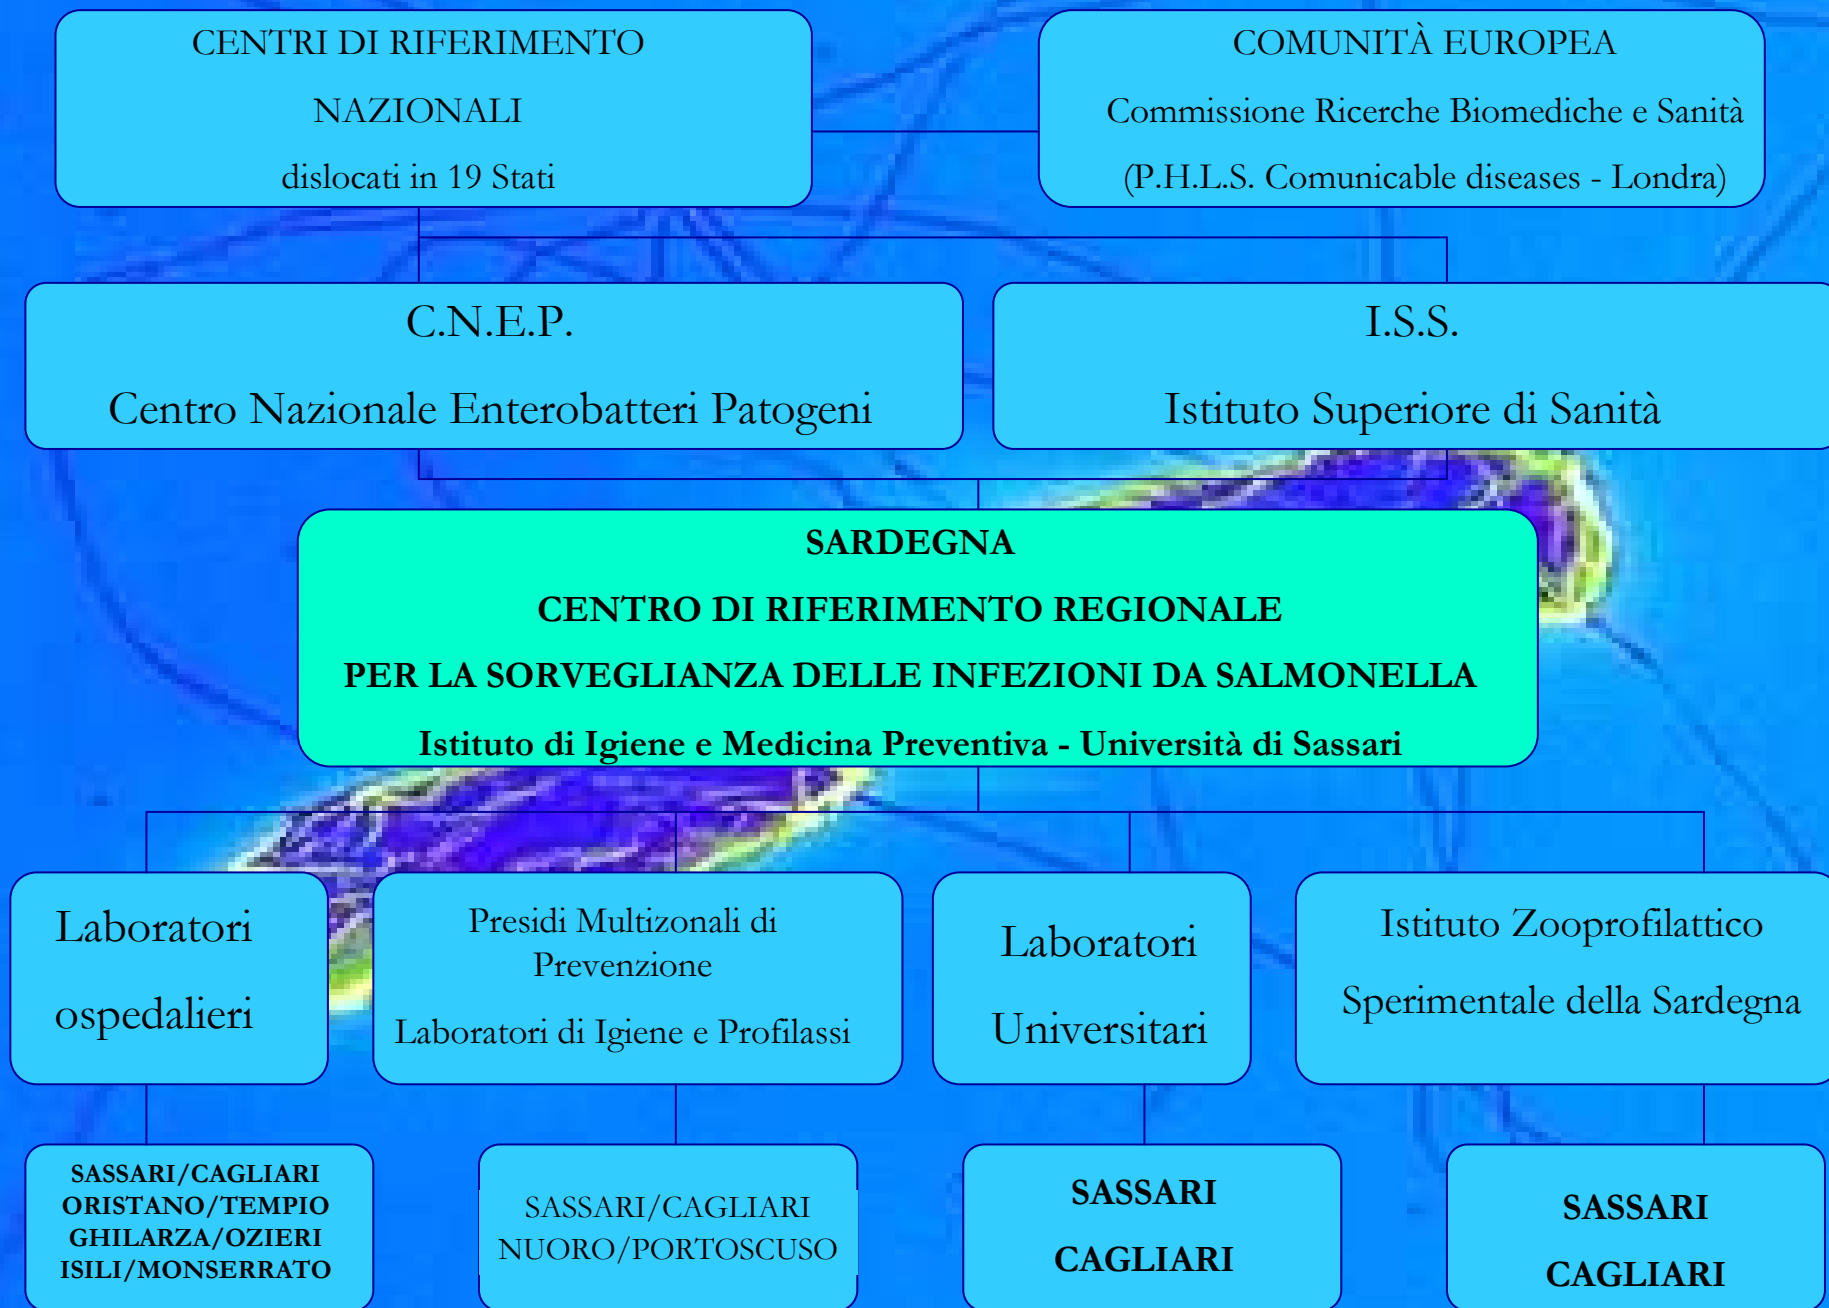 CENTRI DI RIFERIMENTO
NAZIONALI
dislocati in 19 Stati
COMUNITÀ EUROPEA
Commissione Ricerche Biomediche e Sanità
(P.H.L.S. Comunicable diseases - Londra)
C.N.E.P.
Centro Nazionale Enterobatteri Patogeni
I.S.S.
Istituto Superiore di Sanità
SARDEGNA
CENTRO DI RIFERIMENTO REGIONALE
PER LA SORVEGLIANZA DELLE INFEZIONI DA SALMONELLA
Istituto di Igiene e Medicina Preventiva - Università di Sassari
Laboratori
ospedalieri
Presidi Multizonali di
Prevenzione
Laboratori di Igiene e Profilassi
Laboratori
Universitari
Istituto Zooprofilattico
Sperimentale della Sardegna
SASSARI/CAGLIARI
ORISTANO/TEMPIO
GHILARZA/OZIERI
ISILI/MONSERRATO
SASSARI/CAGLIARI
NUORO/PORTOSCUSO
SASSARI
CAGLIARI
SASSARI
CAGLIARI